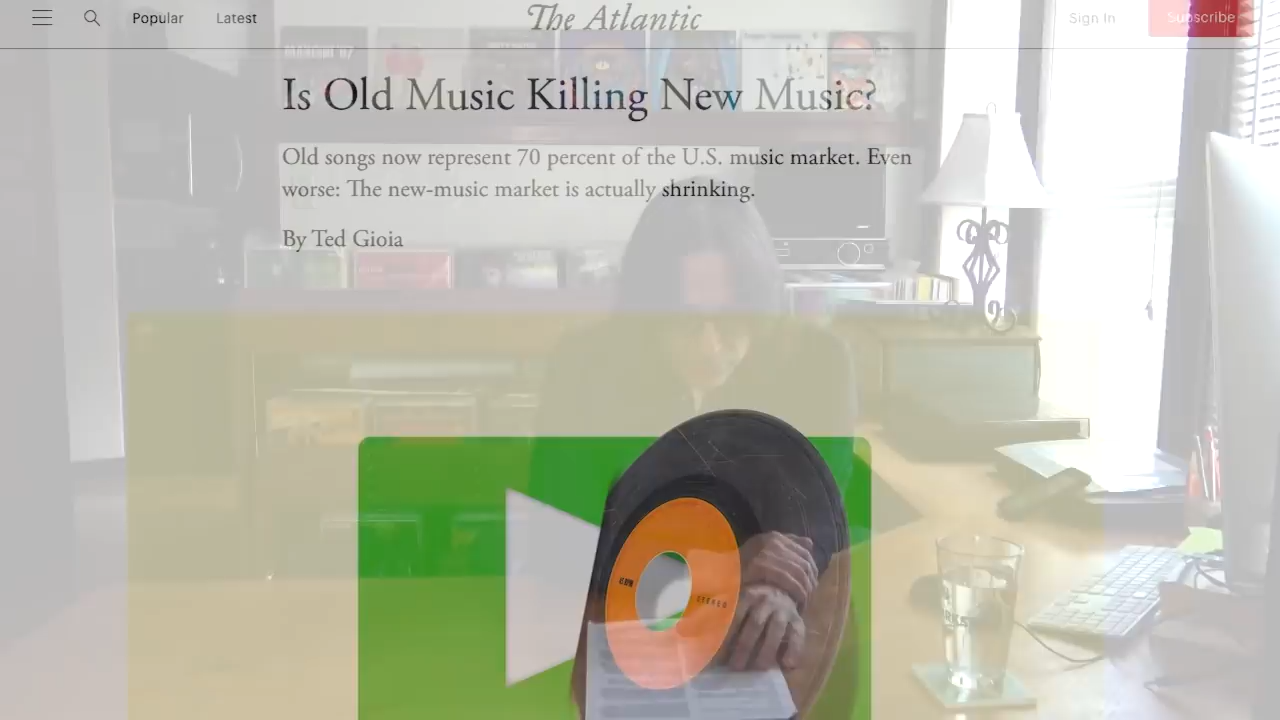 Popular Latest The Atlantic Sign In Subscribe
Is Old Music Killing New Music?
Old songs now represent 70 percent of the U.S. music market. Even
worse: The new-music market is actually shrinking.
By Ted Gioia
STEREO